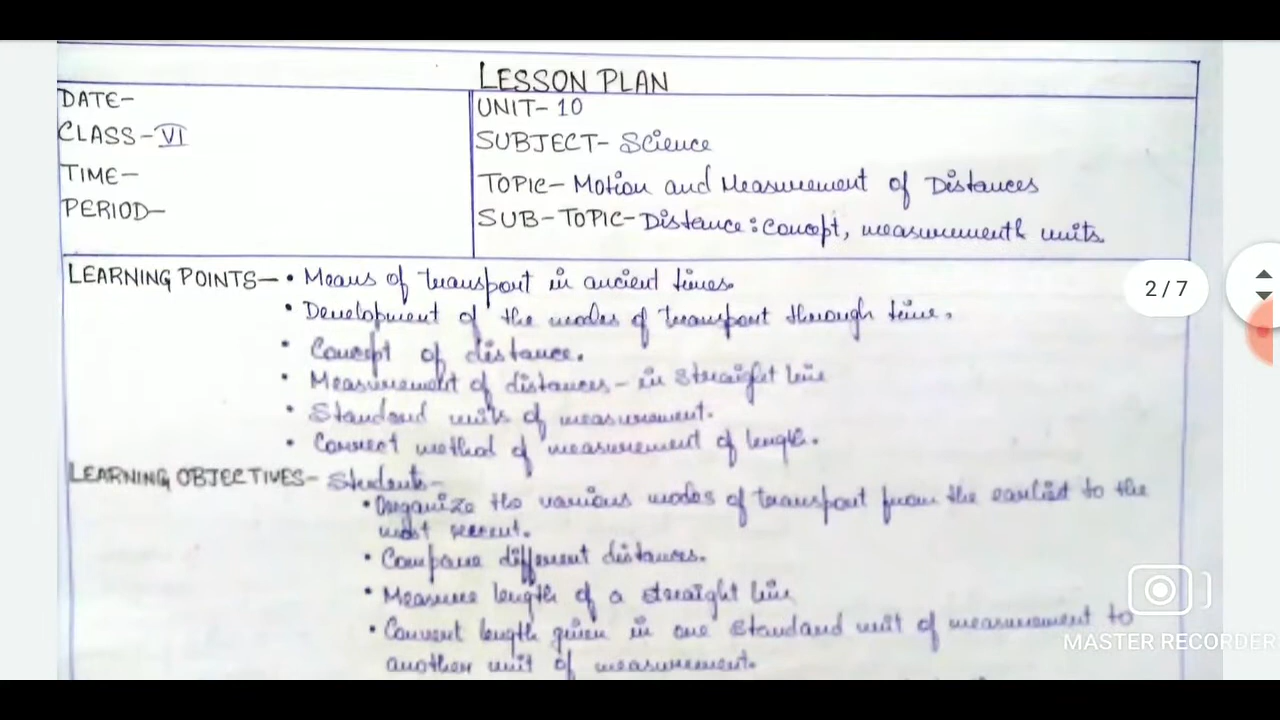 LESSON PLAN
DATE-
CLASS-VI
TIME-
PERIOD-
UNIT-10
SUBJECT- Science
TOPIC- Motion and Measurement of Distances
SUB-TOPIC- Distance: Concept, measurement & units
LEARNING POINTS- • Means of transport in ancient times.
• Development of the modes of transport through time.
• Concept of distance.
• Measurement of distances - in straight line
• Standard units of measurement.
• Correct method of measurement of length.
LEARNING OBJECTIVES- Students-
• Organize the various modes of transport from the earliest to the
most recent.
• Compare different distances.
• Measure length of a straight line
• Convert length given in one standard unit of measurement to
another unit of measurement.
2 / 7
MASTER RECORDER